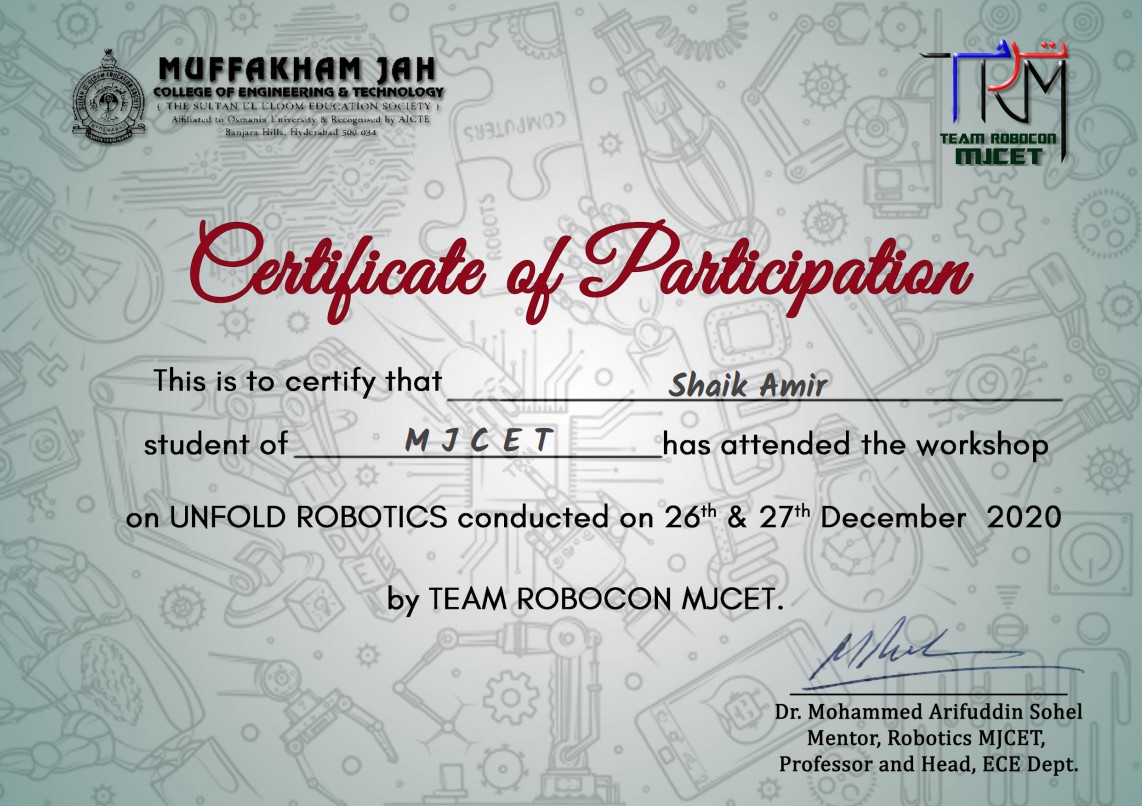 MUFFAKHAM JAH
COLLEGE OF ENGINEERING & TECHNOLOGY
( THE SULTAN UL ULOOM EDUCATION SOCIETY )
Affiliated to Osmania University & Recognised by AICTE
Banjara Hills, Hyderabad 500 034
TRM
TEAM ROBOCON
MJCET
COMPUTERS
ROBOTS
Certificate of Participation
This is to certify that Shaik Amir
student of M J C E T has attended the workshop
on UNFOLD ROBOTICS conducted on 26th & 27th December 2020
by TEAM ROBOCON MJCET.
Dr. Mohammed Arifuddin Sohel
Mentor, Robotics MJCET,
Professor and Head, ECE Dept.